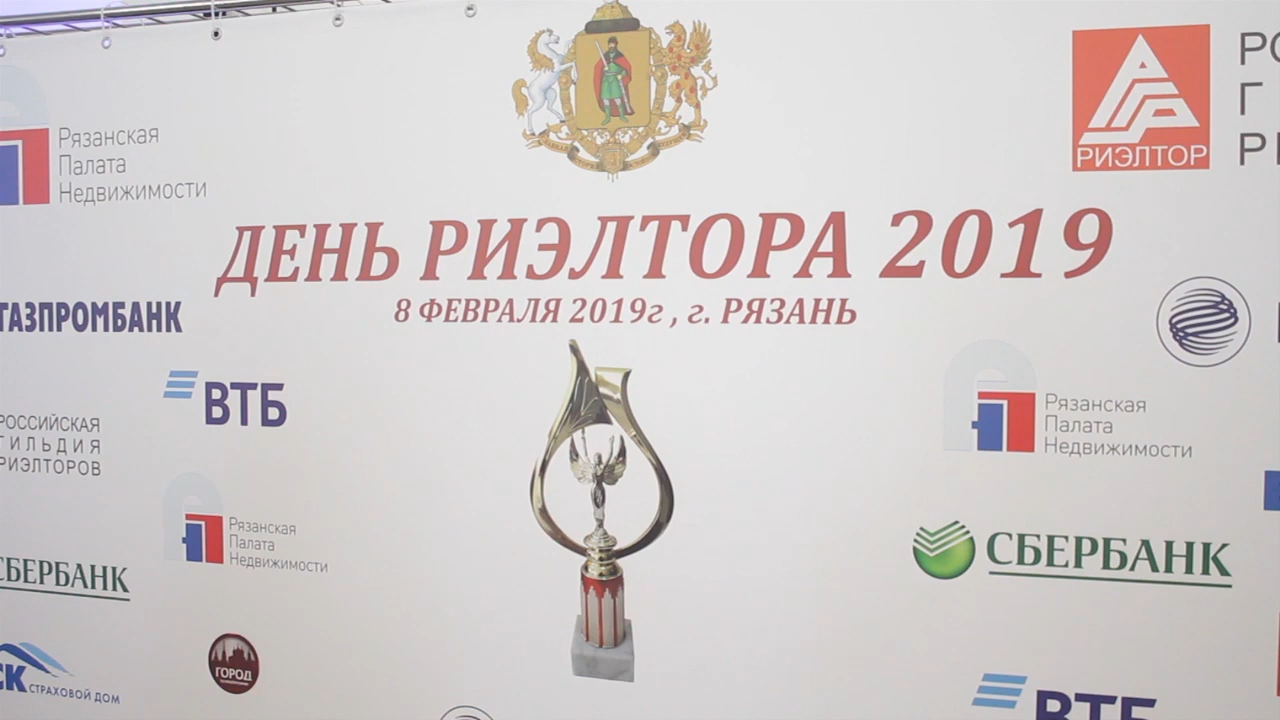 Рязанская
Палата
Недвижимости
РИЭЛТОР
ДЕНЬ РИЭЛТОРА 2019
8 ФЕВРАЛЯ 2019г , г. РЯЗАНЬ
ГАЗПРОМБАНК
ВТБ
Рязанская
Палата
Недвижимости
РОССИЙСКАЯ
ГИЛЬДИЯ
РИЭЛТОРОВ
Рязанская
Палата
Недвижимости
СБЕРБАНК
СБЕРБАНК
ГОРОД
СК СТРАХОВОЙ ДОМ
ВТБ